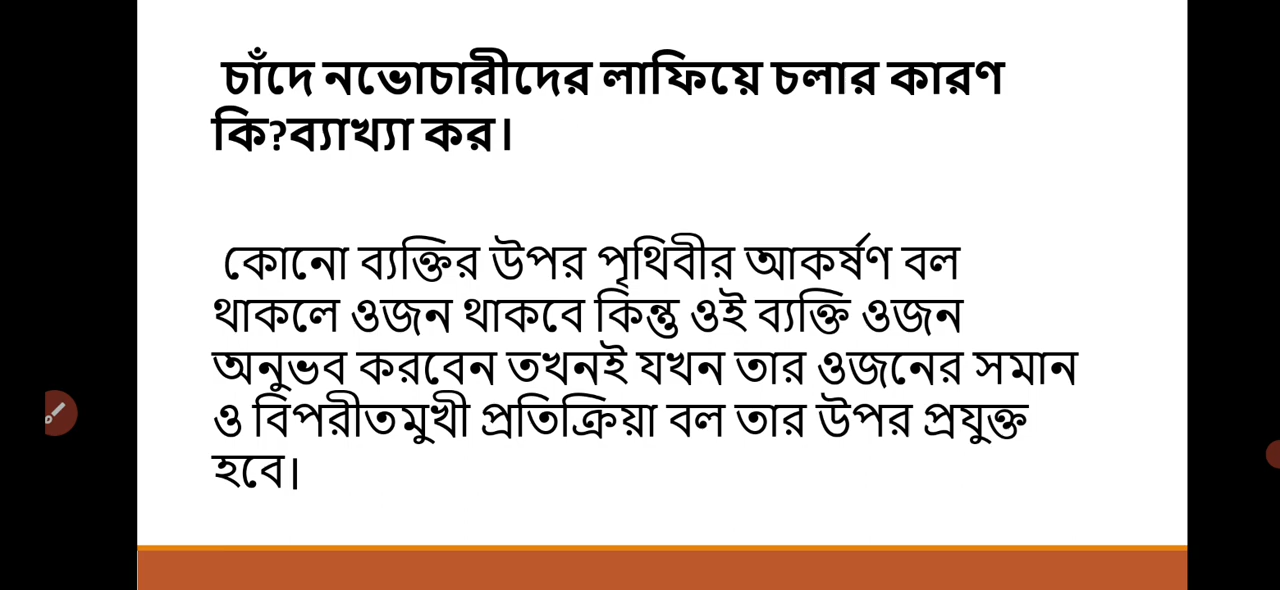 চাঁদে নভোচারীদের লাফিয়ে চলার কারণ
কি?ব্যাখ্যা কর।
কোনো ব্যক্তির উপর পৃথিবীর আকর্ষণ বল
থাকলে ওজন থাকবে কিন্তু ওই ব্যক্তি ওজন
অনুভব করবেন তখনই যখন তার ওজনের সমান
ও বিপরীতমুখী প্রতিক্রিয়া বল তার উপর প্রযুক্ত
হবে।